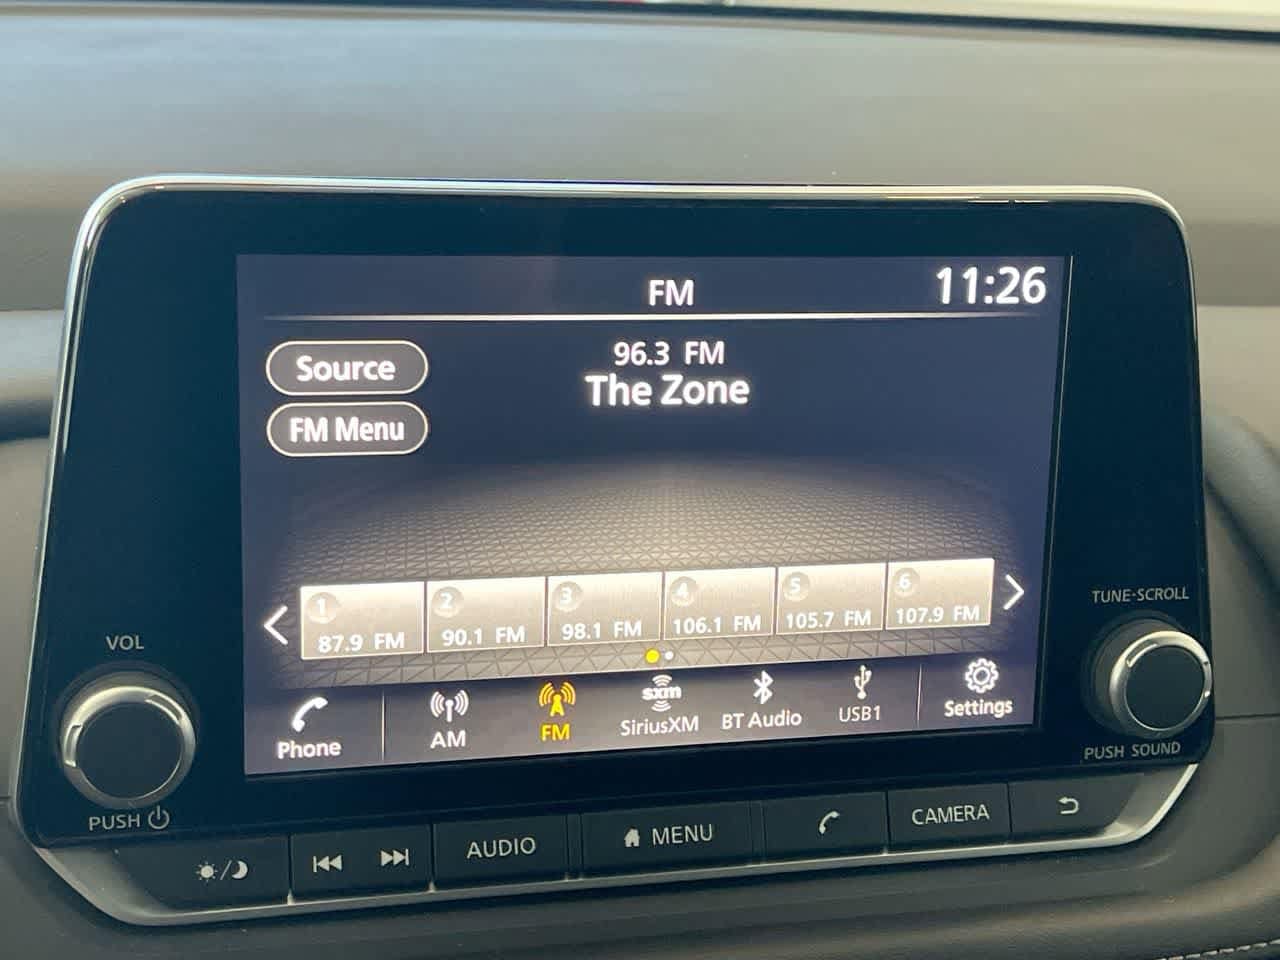 FM
11:26
Source
96.3 FM
The Zone
FM Menu
1
87.9 FM
2
90.1 FM
3
98.1 FM
4
106.1 FM
5
105.7 FM
6
107.9 FM
Phone
AM
FM
sxm
SiriusXM
BT Audio
USB1
Settings
VOL
PUSH
TUNE·SCROLL
PUSH SOUND
AUDIO
MENU
CAMERA